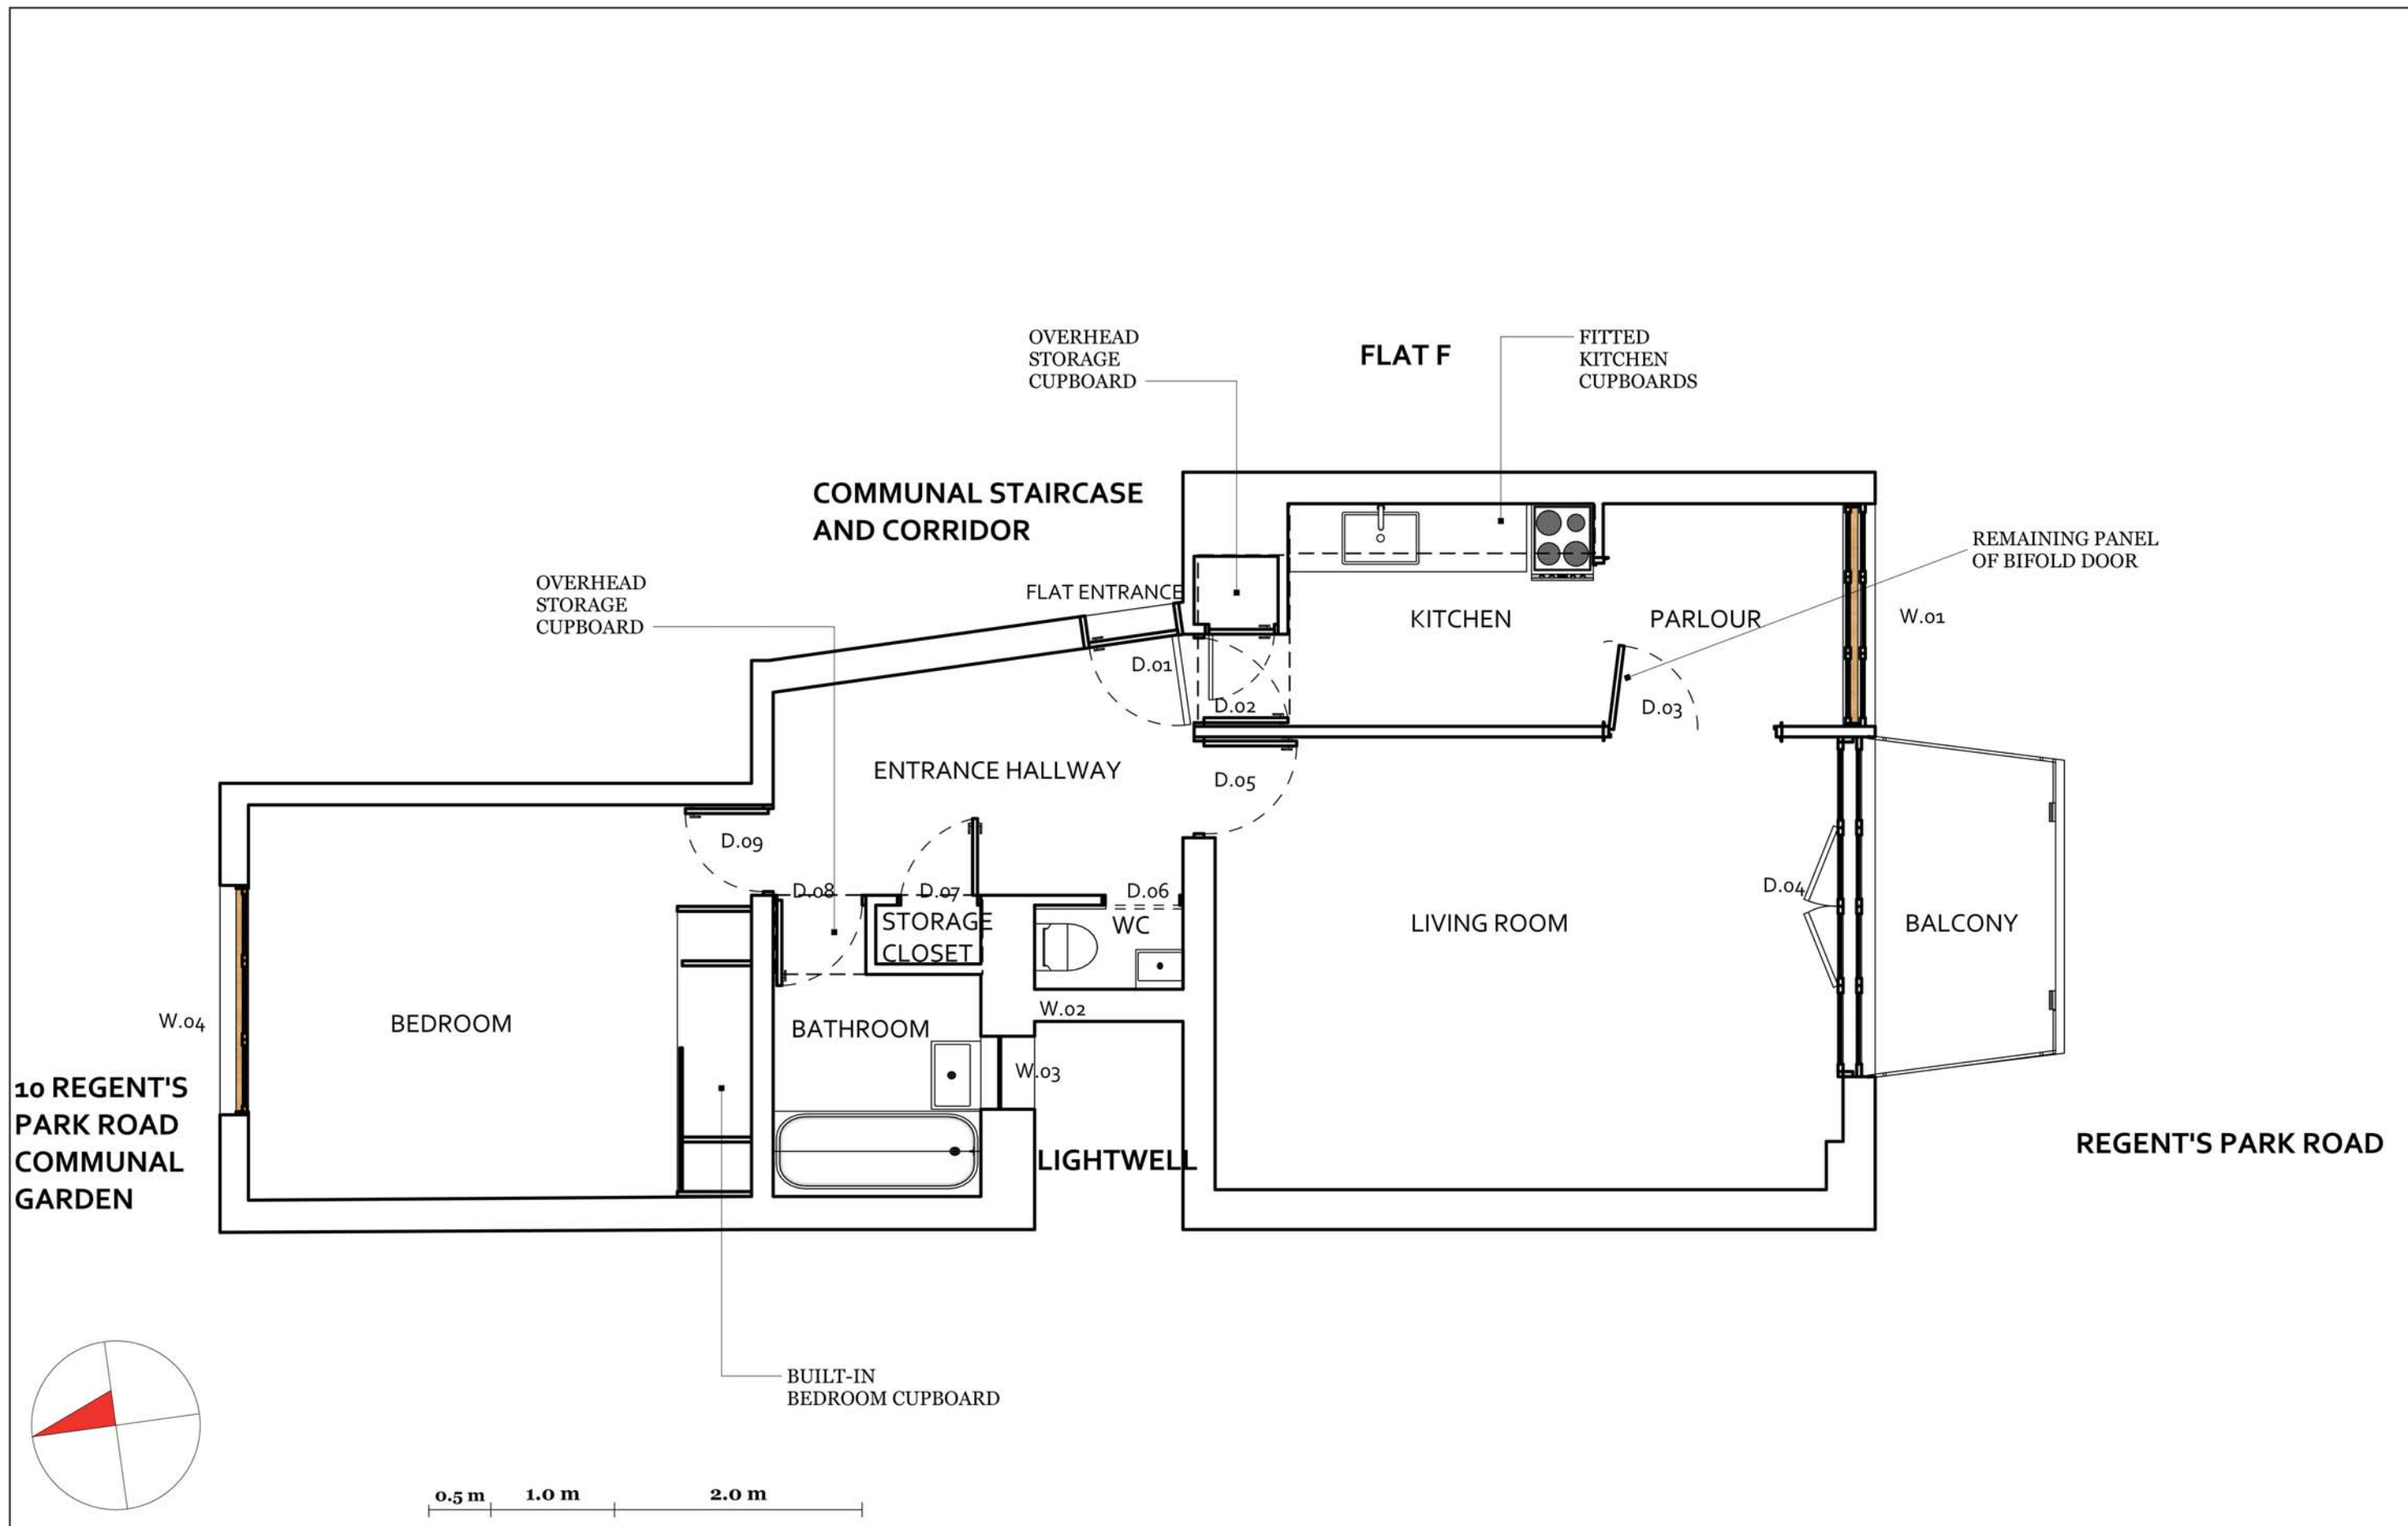 OVERHEAD
STORAGE
CUPBOARD
FLAT F
FITTED
KITCHEN
CUPBOARDS
COMMUNAL STAIRCASE
AND CORRIDOR
REMAINING PANEL
OF BIFOLD DOOR
OVERHEAD
STORAGE
CUPBOARD
FLAT ENTRANCE
KITCHEN
PARLOUR
W.01
D.01
D.02
D.03
ENTRANCE HALLWAY
D.05
D.09
D.08
D.07
D.06
D.04
STORAGE
CLOSET
WC
LIVING ROOM
BALCONY
W.04
BEDROOM
BATHROOM
W.02
W.03
10 REGENT'S
PARK ROAD
COMMUNAL
GARDEN
LIGHTWELL
REGENT'S PARK ROAD
BUILT-IN
BEDROOM CUPBOARD
0.5 m 1.0 m 2.0 m